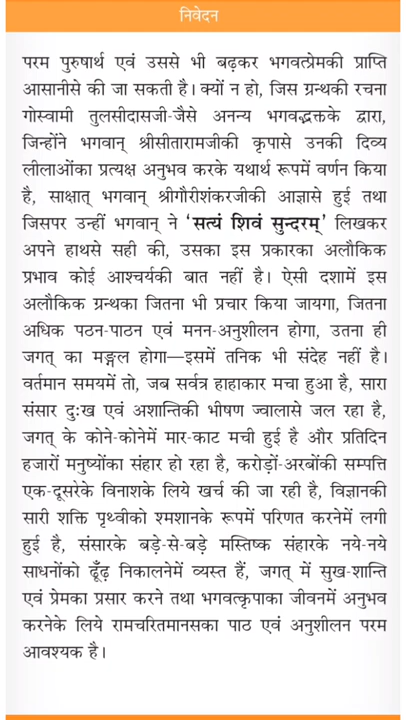 निवेदन
परम पुरुषार्थ एवं उससे भी बढ़कर भगवत्प्रेमकी प्राप्ति
आसानीसे की जा सकती है। क्यों न हो, जिस ग्रन्थकी रचना
गोस्वामी तुलसीदासजी-जैसे अनन्य भगवद्भक्तके द्वारा,
जिन्होंने भगवान् श्रीसीतारामजीकी कृपासे उनकी दिव्य
लीलाओंका प्रत्यक्ष अनुभव करके यथार्थ रूपमें वर्णन किया
है, साक्षात् भगवान् श्रीगौरीशंकरजीकी आज्ञासे हुई तथा
जिसपर उन्हीं भगवान् ने ‘सत्यं शिवं सुन्दरम्’ लिखकर
अपने हाथसे सही की, उसका इस प्रकारका अलौकिक
प्रभाव कोई आश्चर्यकी बात नहीं है। ऐसी दशामें इस
अलौकिक ग्रन्थका जितना भी प्रचार किया जायगा, जितना
अधिक पठन-पाठन एवं मनन-अनुशीलन होगा, उतना ही
जगत् का मङ्गल होगा—इसमें तनिक भी संदेह नहीं है।
वर्तमान समयमें तो, जब सर्वत्र हाहाकार मचा हुआ है, सारा
संसार दुःख एवं अशान्तिकी भीषण ज्वालासे जल रहा है,
जगत् के कोने-कोनेमें मार-काट मची हुई है और प्रतिदिन
हजारों मनुष्योंका संहार हो रहा है, करोड़ों-अरबोंकी सम्पत्ति
एक-दूसरेके विनाशके लिये खर्च की जा रही है, विज्ञानकी
सारी शक्ति पृथ्वीको श्मशानके रूपमें परिणत करनेमें लगी
हुई है, संसारके बड़े-से-बड़े मस्तिष्क संहारके नये-नये
साधनोंको ढूँढ़ निकालनेमें व्यस्त हैं, जगत् में सुख-शान्ति
एवं प्रेमका प्रसार करने तथा भगवत्कृपाका जीवनमें अनुभव
करनेके लिये रामचरितमानसका पाठ एवं अनुशीलन परम
आवश्यक है।